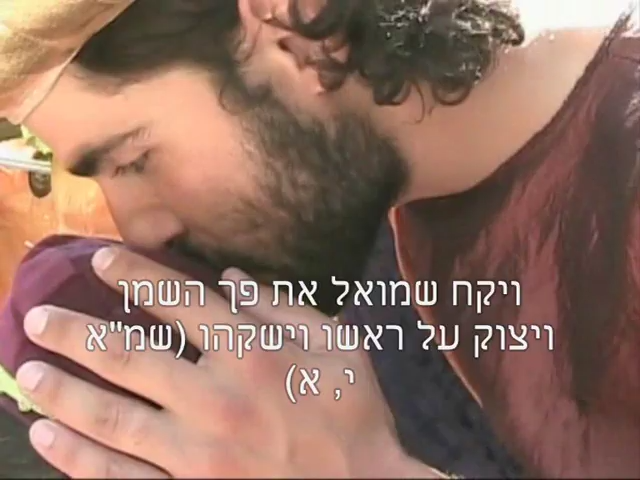 ויקח שמואל את פך השמן
ויצוק על ראשו וישקהו (שמ"א
י, א)